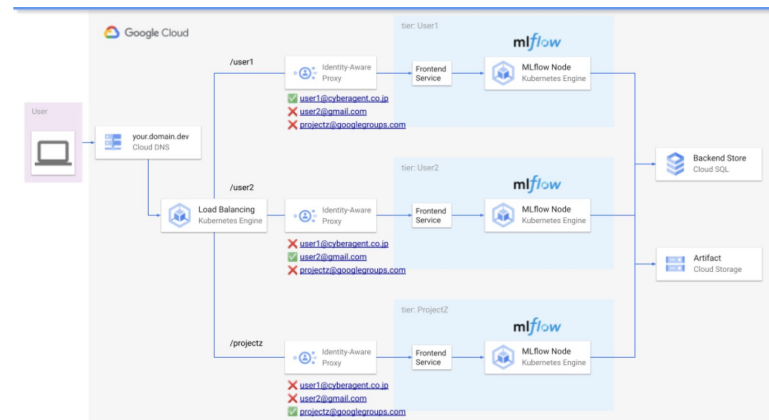 Google Cloud
User
your.domain.dev
Cloud DNS
Load Balancing
Kubernetes Engine
/user1
Identity-Aware
Proxy
✅ user1@cyberagent.co.jp
❌ user2@gmail.com
❌ projectz@googlegroups.com
tier: User1
Frontend
Service
mlflow
MLflow Node
Kubernetes Engine
/user2
Identity-Aware
Proxy
❌ user1@cyberagent.co.jp
✅ user2@gmail.com
❌ projectz@googlegroups.com
tier: User2
Frontend
Service
mlflow
MLflow Node
Kubernetes Engine
/projectz
Identity-Aware
Proxy
❌ user1@cyberagent.co.jp
❌ user2@gmail.com
✅ projectz@googlegroups.com
tier: ProjectZ
Frontend
Service
mlflow
MLflow Node
Kubernetes Engine
Backend Store
Cloud SQL
Artifact
Cloud Storage